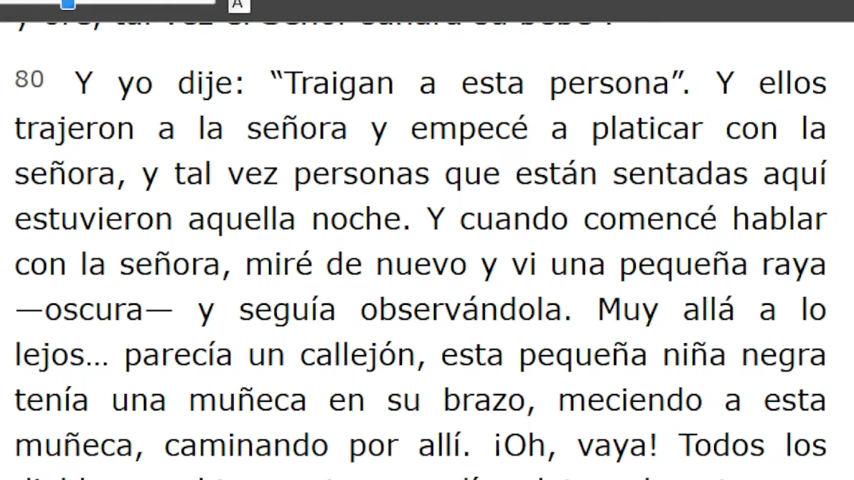 80 Y yo dije: “Traigan a esta persona”. Y ellos
trajeron a la señora y empecé a platicar con la
señora, y tal vez personas que están sentadas aquí
estuvieron aquella noche. Y cuando comencé hablar
con la señora, miré de nuevo y vi una pequeña raya
—oscura— y seguía observándola. Muy allá a lo
lejos… parecía un callejón, esta pequeña niña negra
tenía una muñeca en su brazo, meciendo a esta
muñeca, caminando por allí. ¡Oh, vaya! Todos los